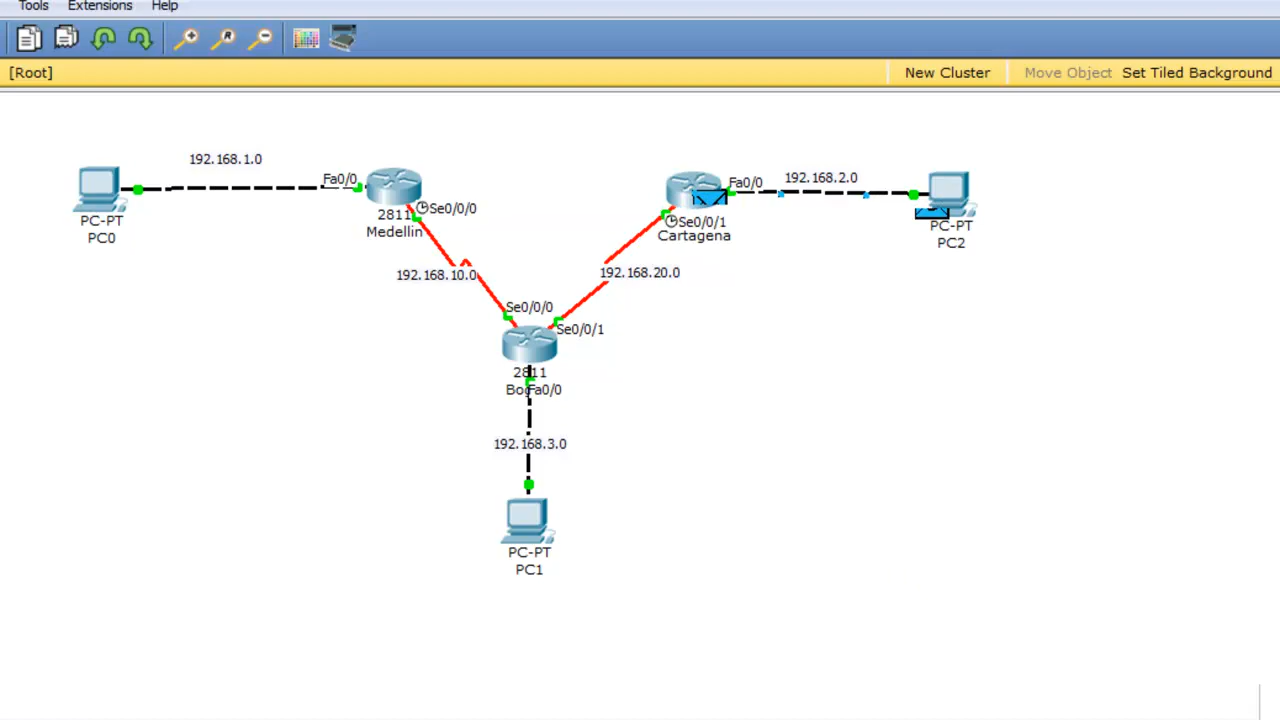 Tools Extensions Help
[Root] New Cluster Move Object Set Tiled Background
192.168.1.0
Fa0/0
PC-PT
PC0
2811
Medellin
Se0/0/0
192.168.10.0
Fa0/0
192.168.2.0
Se0/0/1
Cartagena
PC-PT
PC2
192.168.20.0
Se0/0/0
Se0/0/1
2811
Fa0/0
192.168.3.0
PC-PT
PC1